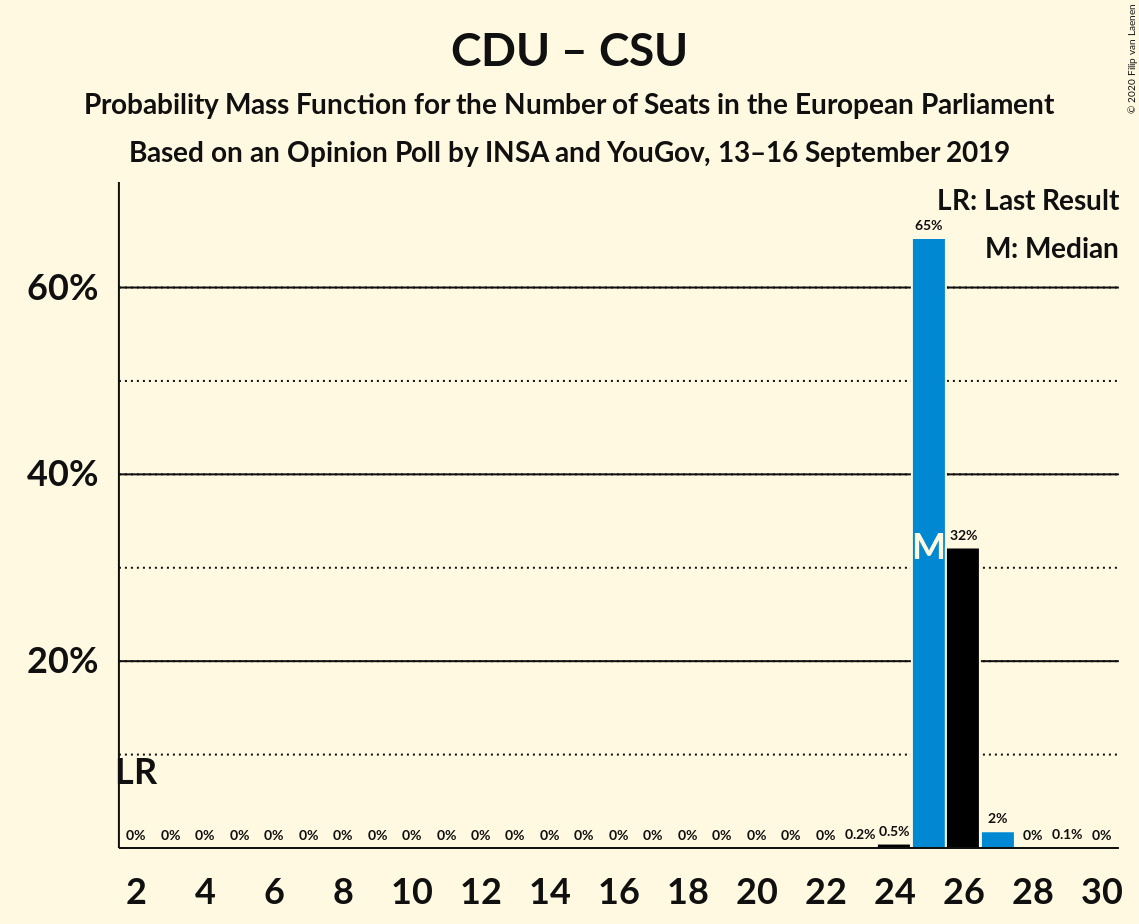 CDU – CSU
Probability Mass Function for the Number of Seats in the European Parliament
Based on an Opinion Poll by INSA and YouGov, 13–16 September 2019
© 2020 Filip van Laenen
LR: Last Result
M: Median
65%
60%
40%
M
32%
20%
LR
0% 0% 0% 0% 0% 0% 0% 0% 0% 0% 0% 0% 0% 0% 0% 0% 0% 0% 0% 0% 0% 0.2% 0.5% 2% 0% 0.1% 0%
2 4 6 8 10 12 14 16 18 20 22 24 26 28 30